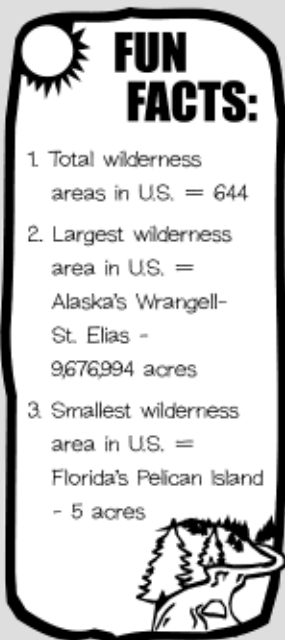 FUN
FACTS:
1. Total wilderness
areas in U.S. = 644
2. Largest wilderness
area in U.S. =
Alaska's Wrangell-
St. Elias -
9,676,994 acres
3. Smallest wilderness
area in U.S. =
Florida's Pelican Island
- 5 acres